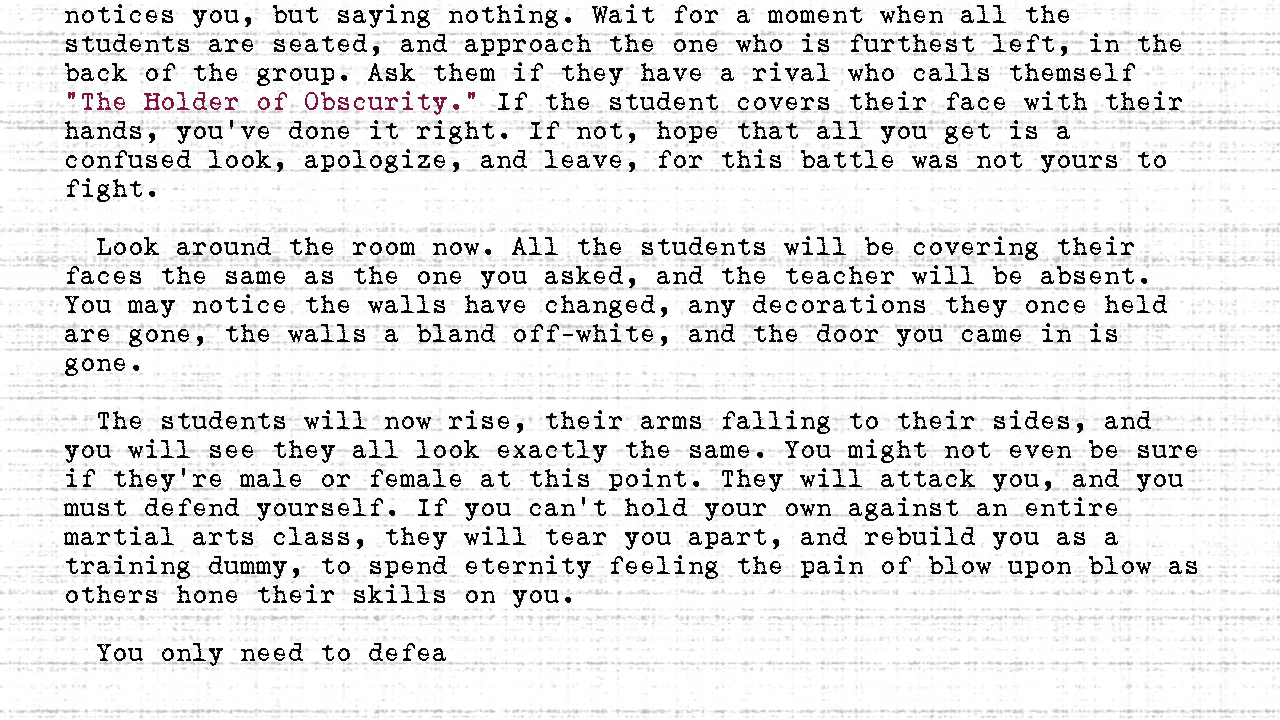 notices you, but saying nothing. Wait for a moment when all the
students are seated, and approach the one who is furthest left, in the
back of the group. Ask them if they have a rival who calls themself
"The Holder of Obscurity." If the student covers their face with their
hands, you've done it right. If not, hope that all you get is a
confused look, apologize, and leave, for this battle was not yours to
fight.
Look around the room now. All the students will be covering their
faces the same as the one you asked, and the teacher will be absent.
You may notice the walls have changed, any decorations they once held
are gone, the walls a bland off-white, and the door you came in is
gone.
The students will now rise, their arms falling to their sides, and
you will see they all look exactly the same. You might not even be sure
if they're male or female at this point. They will attack you, and you
must defend yourself. If you can't hold your own against an entire
martial arts class, they will tear you apart, and rebuild you as a
training dummy, to spend eternity feeling the pain of blow upon blow as
others hone their skills on you.
You only need to defea